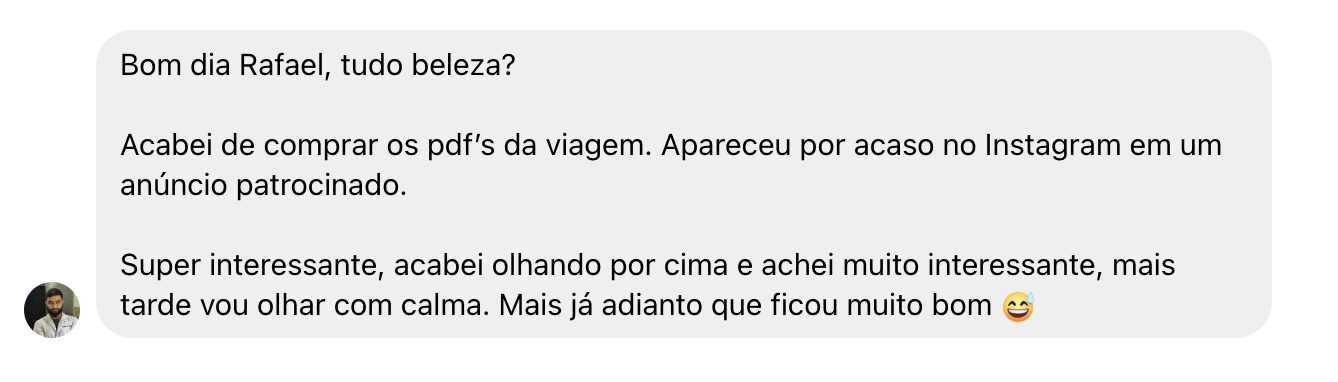 Bom dia Rafael, tudo beleza?
Acabei de comprar os pdf’s da viagem. Apareceu por acaso no Instagram em um
anúncio patrocinado.
Super interessante, acabei olhando por cima e achei muito interessante, mais
tarde vou olhar com calma. Mais já adianto que ficou muito bom 😅